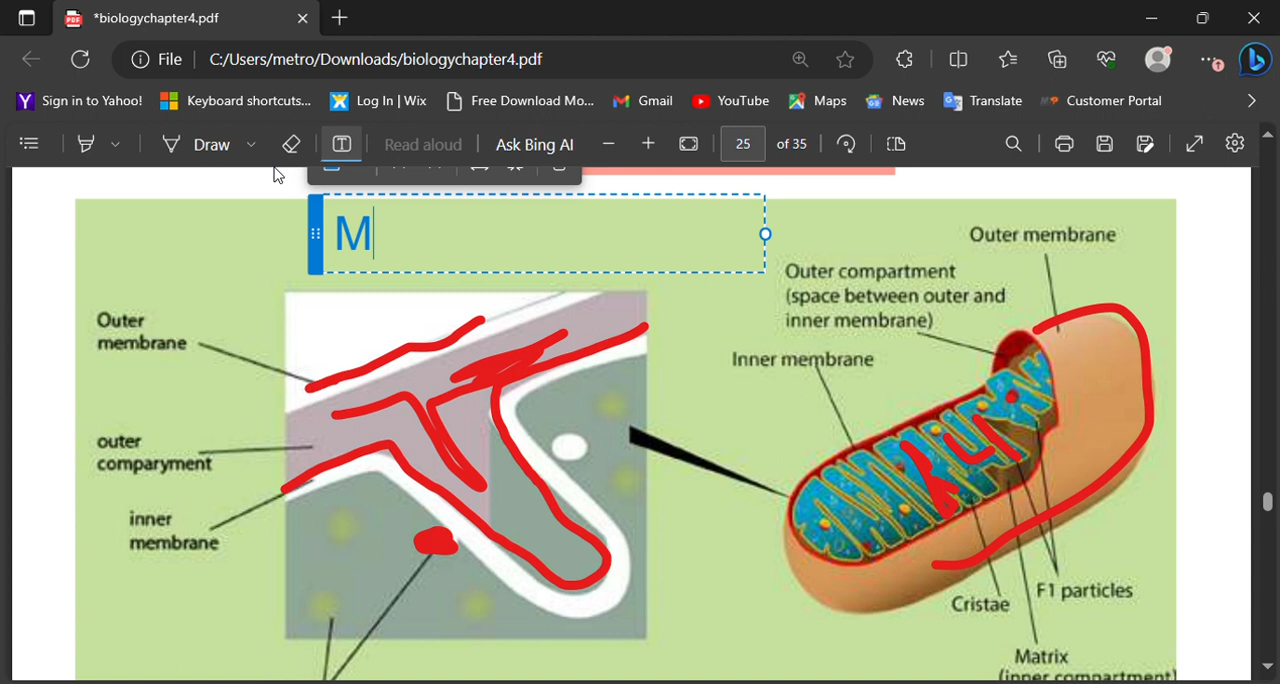 *biologychapter4.pdf
File C:/Users/metro/Downloads/biologychapter4.pdf
Sign in to Yahoo! Keyboard shortcuts... Log In | Wix Free Download Mo... Gmail YouTube Maps News Translate Customer Portal
Draw Read aloud Ask Bing AI 25 of 35
M
Outer membrane
Outer compartment
(space between outer and
inner membrane)
Inner membrane
Outer
membrane
outer
comparyment
inner
membrane
F1 particles
Cristae
Matrix
(inner compartment)